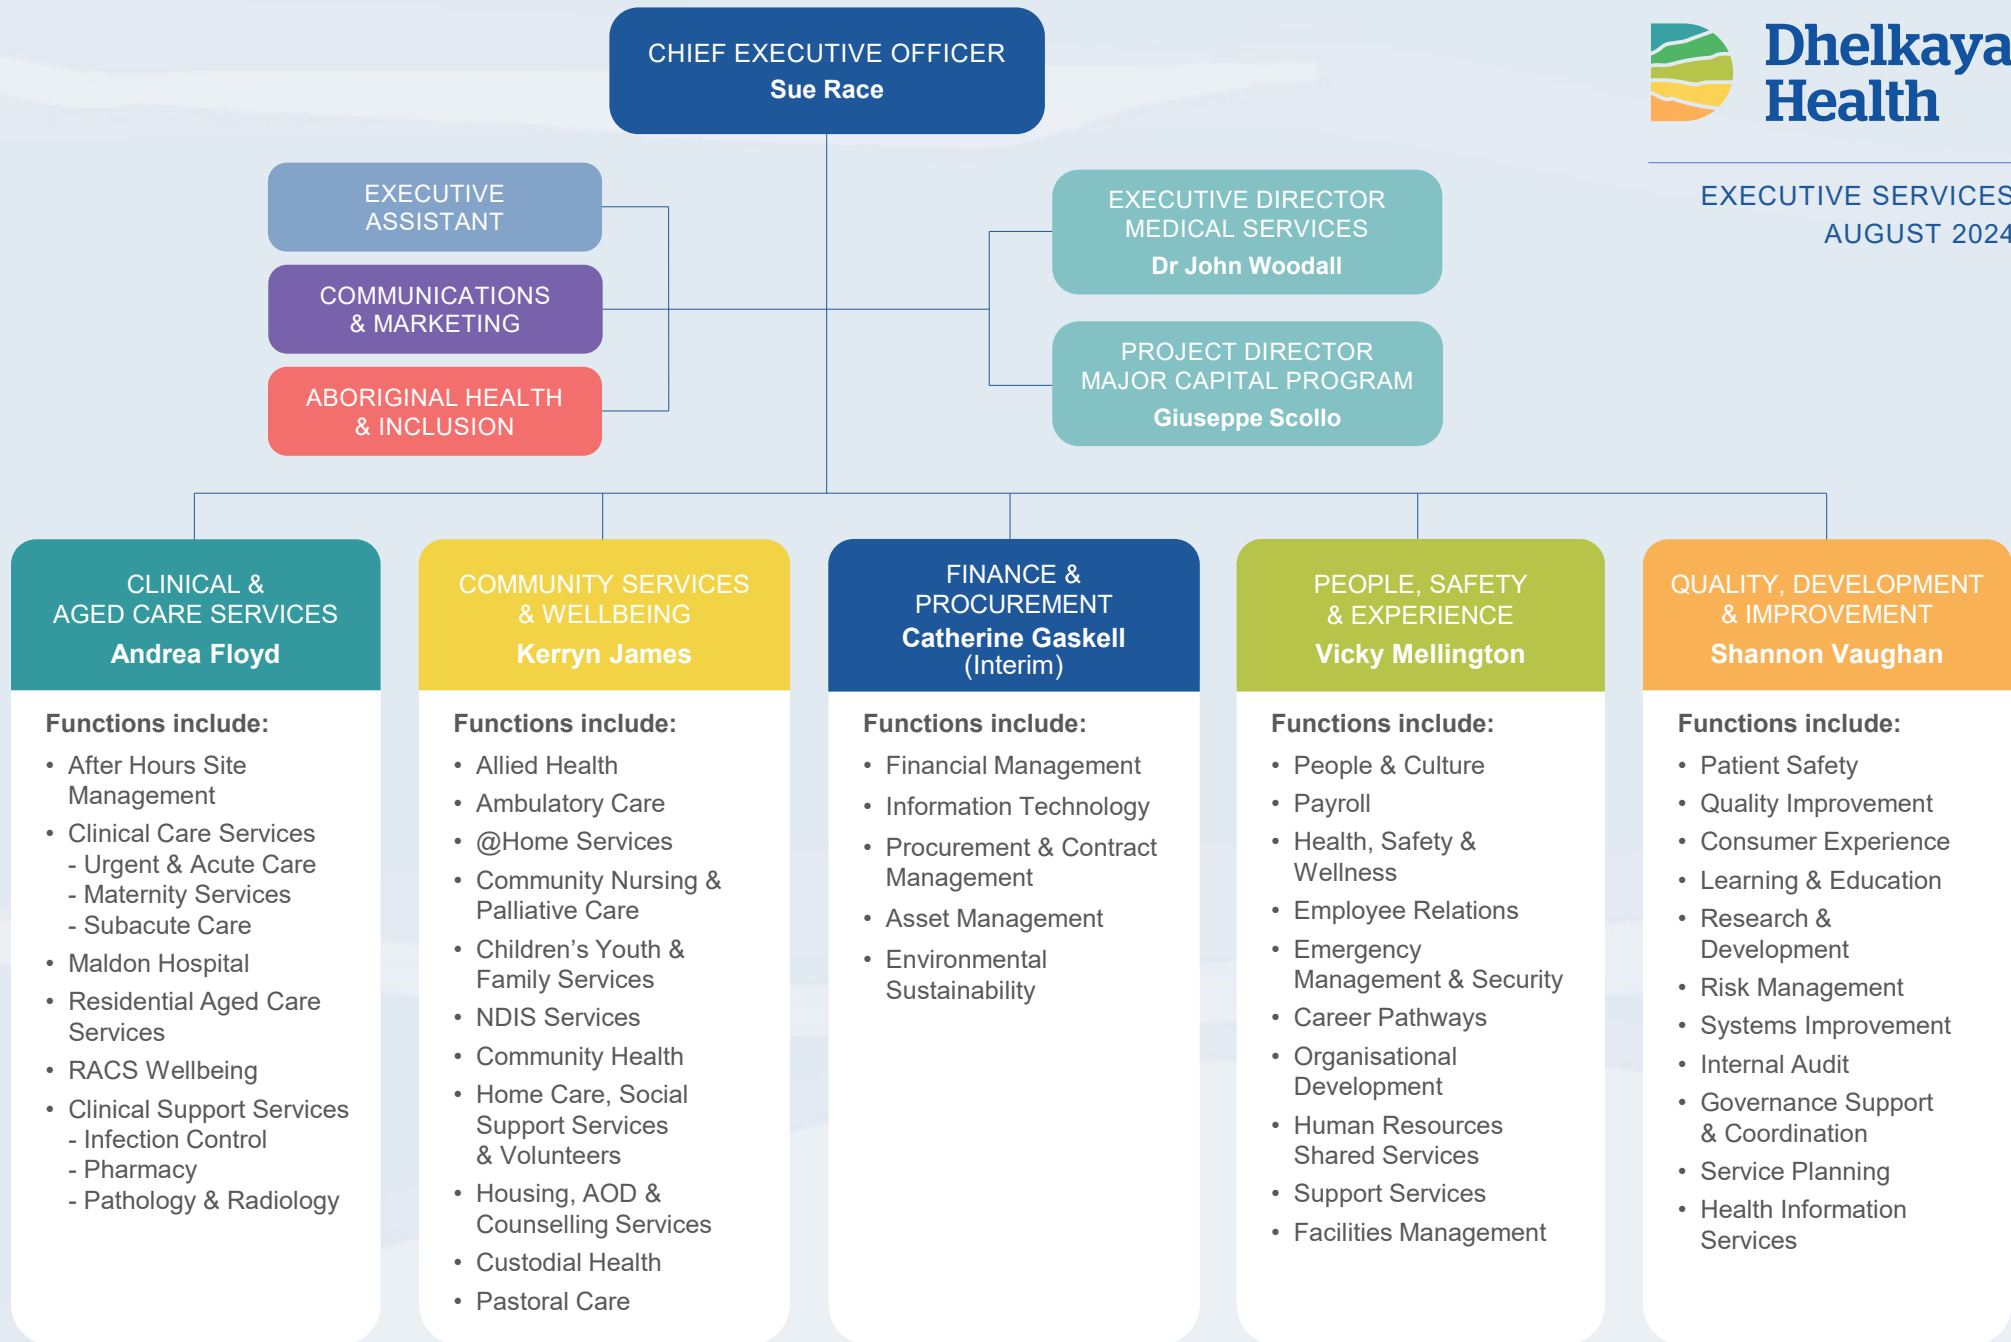 CHIEF EXECUTIVE OFFICER
Sue Race
Dhelkaya
Health
EXECUTIVE SERVICES
AUGUST 2024
EXECUTIVE
ASSISTANT
COMMUNICATIONS
& MARKETING
ABORIGINAL HEALTH
& INCLUSION
EXECUTIVE DIRECTOR
MEDICAL SERVICES
Dr John Woodall
PROJECT DIRECTOR
MAJOR CAPITAL PROGRAM
Giuseppe Scollo
CLINICAL &
AGED CARE SERVICES
Andrea Floyd
Functions include:
• After Hours Site
Management
• Clinical Care Services
- Urgent & Acute Care
- Maternity Services
- Subacute Care
• Maldon Hospital
• Residential Aged Care
Services
• RACS Wellbeing
• Clinical Support Services
- Infection Control
- Pharmacy
- Pathology & Radiology
COMMUNITY SERVICES
& WELLBEING
Kerryn James
Functions include:
• Allied Health
• Ambulatory Care
• @Home Services
• Community Nursing &
Palliative Care
• Children’s Youth &
Family Services
• NDIS Services
• Community Health
• Home Care, Social
Support Services
& Volunteers
• Housing, AOD &
Counselling Services
• Custodial Health
• Pastoral Care
FINANCE &
PROCUREMENT
Catherine Gaskell
(Interim)
Functions include:
• Financial Management
• Information Technology
• Procurement & Contract
Management
• Asset Management
• Environmental
Sustainability
PEOPLE, SAFETY
& EXPERIENCE
Vicky Mellington
Functions include:
• People & Culture
• Payroll
• Health, Safety &
Wellness
• Employee Relations
• Emergency
Management & Security
• Career Pathways
• Organisational
Development
• Human Resources
Shared Services
• Support Services
• Facilities Management
QUALITY, DEVELOPMENT
& IMPROVEMENT
Shannon Vaughan
Functions include:
• Patient Safety
• Quality Improvement
• Consumer Experience
• Learning & Education
• Research &
Development
• Risk Management
• Systems Improvement
• Internal Audit
• Governance Support
& Coordination
• Service Planning
• Health Information
Services